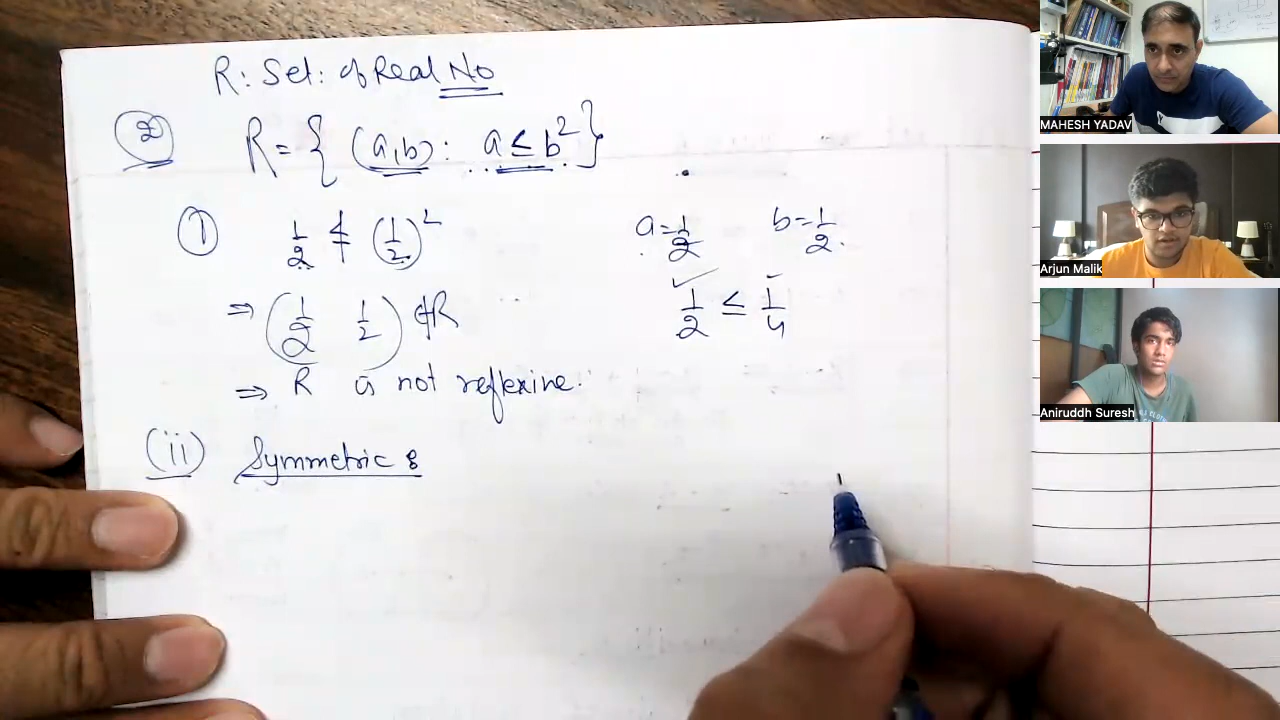 R: Set: of Real No
② R = { (a,b) : a ≤ b² }
① 1/2 ≰ (1/2)² a = 1/2 b = 1/2.
⇒ (1/2 1/2) ∉ R 1/2 ≤ 1/4
⇒ R is not reflexive.
(ii) Symmetric :
MAHESH YADAV
Arjun Malik
Aniruddh Suresh